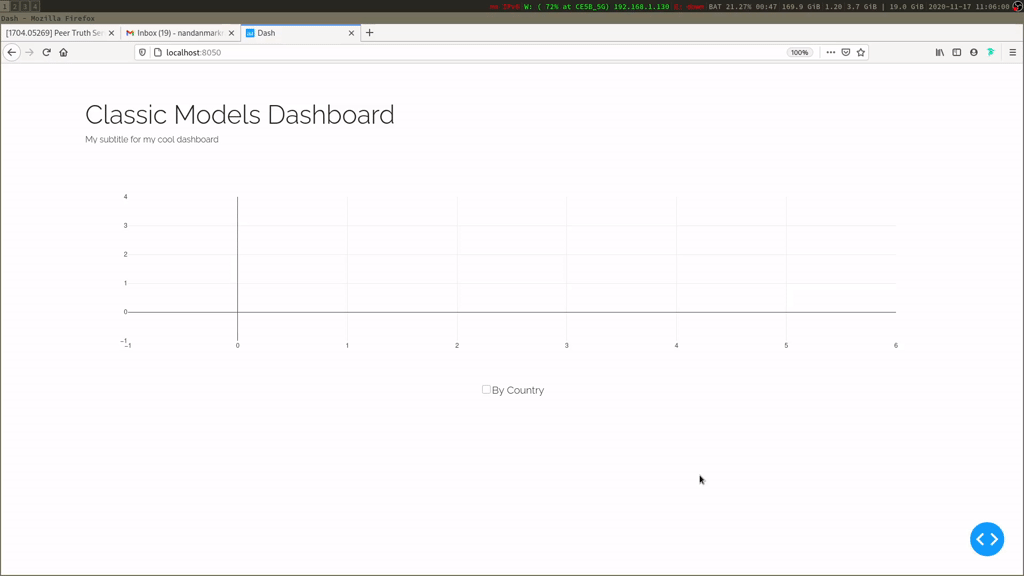 1 2 3 4
no IPv6 W: ( 72% at CE5B_5G) 192.168.1.130 E: down BAT 21.27% 00:47 169.9 GiB 1.20 3.7 GiB | 19.0 GiB 2020-11-17 11:06:00
Dash - Mozilla Firefox
[1704.05269] Peer Truth Ser
Inbox (19) - nandanmark
Dash
localhost:8050
100%
Classic Models Dashboard
My subtitle for my cool dashboard
4
3
2
1
0
−1
−1 0 1 2 3 4 5 6
By Country